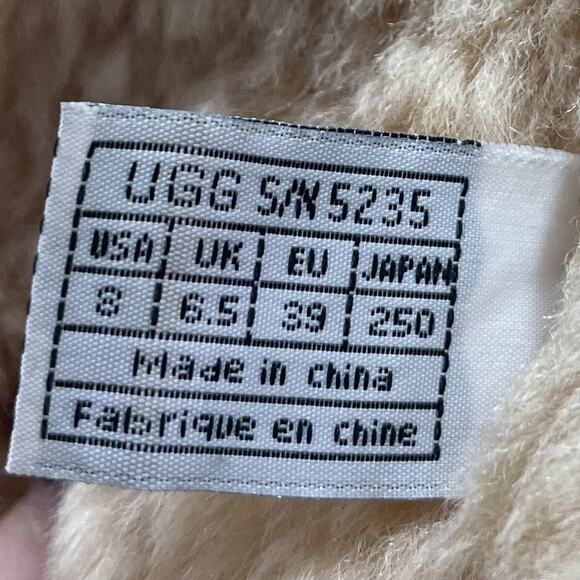 UGG S/N 5235
USA UK EU JAPAN
8 6.5 39 250
Made in china
Fabrique en chine